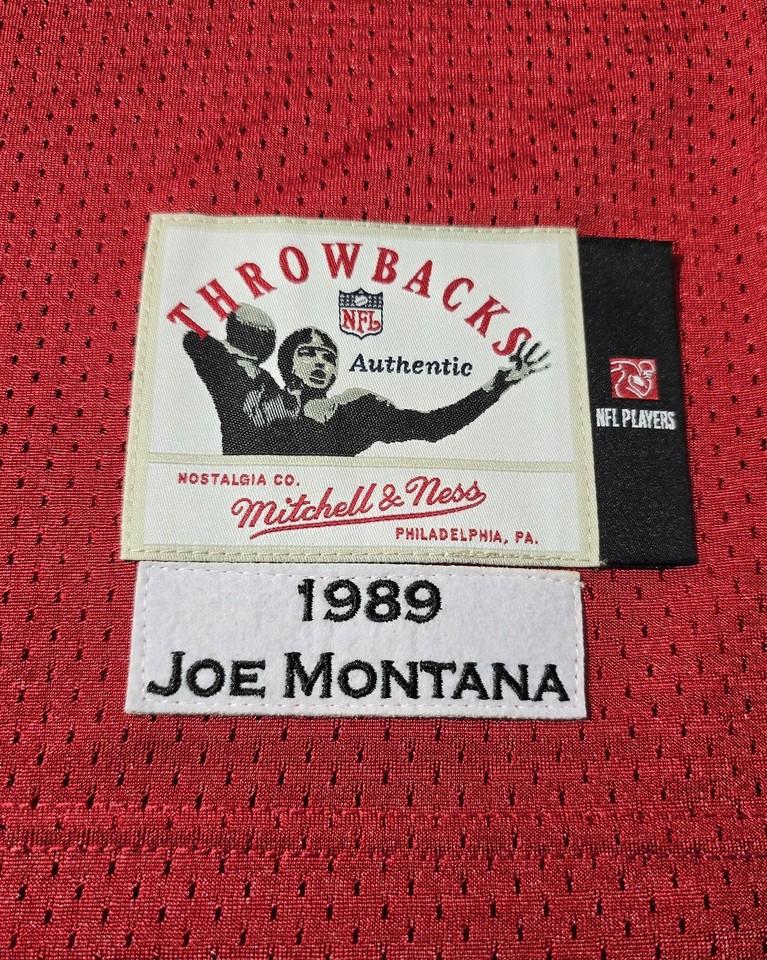 THROWBACKS
NFL
Authentic
NFL PLAYERS
NOSTALGIA CO.
Mitchell & Ness
PHILADELPHIA, PA.
1989
JOE MONTANA